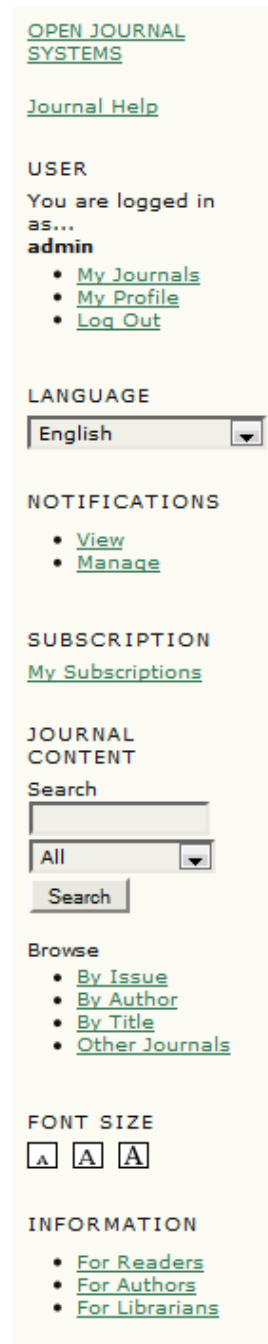 OPEN JOURNAL
SYSTEMS
Journal Help
USER
You are logged in
as...
admin
My Journals
My Profile
Log Out
LANGUAGE
English
NOTIFICATIONS
View
Manage
SUBSCRIPTION
My Subscriptions
JOURNAL
CONTENT
Search
All
Search
Browse
By Issue
By Author
By Title
Other Journals
FONT SIZE
A A A
INFORMATION
For Readers
For Authors
For Librarians